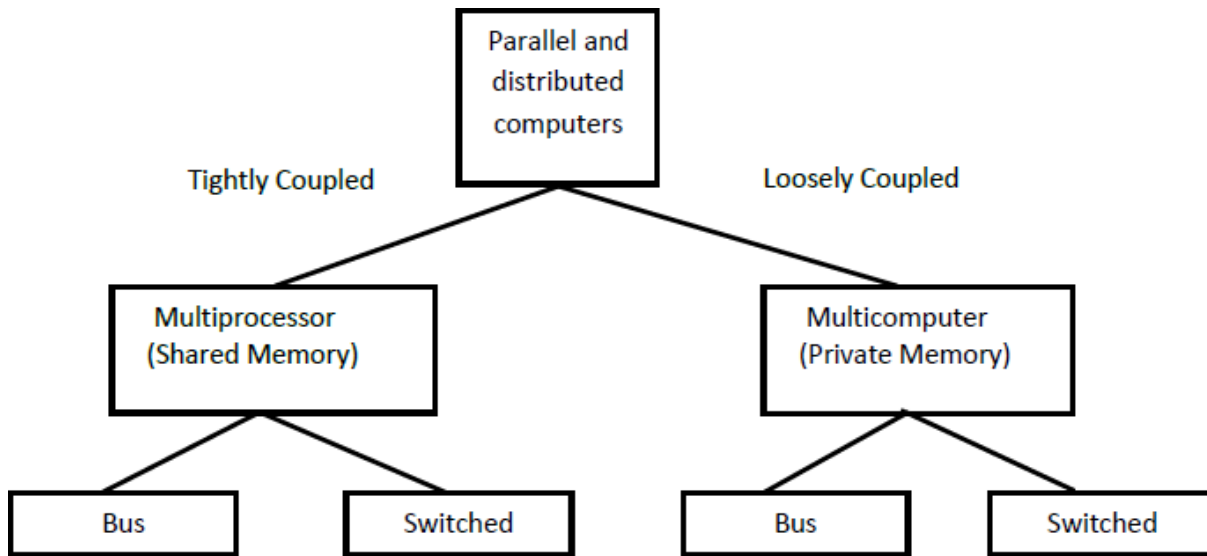 Parallel and
distributed
computers
Tightly Coupled
Loosely Coupled
Multiprocessor
(Shared Memory)
Multicomputer
(Private Memory)
Bus
Switched
Bus
Switched